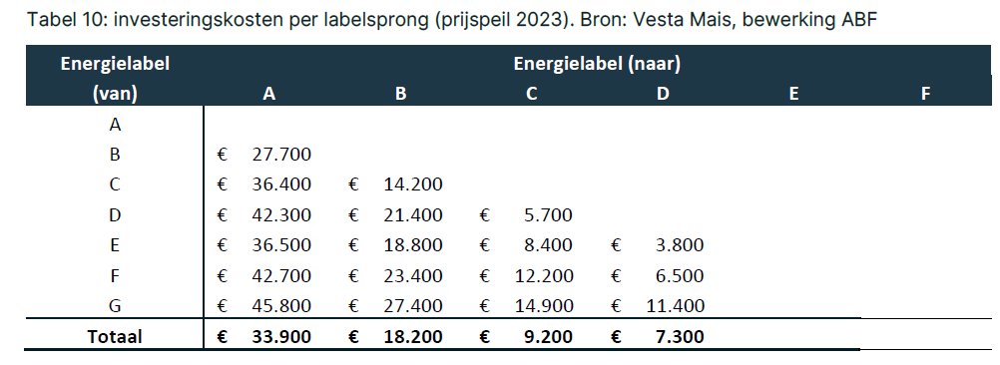 Tabel 10: investeringskosten per labelsprong (prijspeil 2023). Bron: Vesta Mais, bewerking ABF
Energielabel Energielabel (naar)
(van) A B C D E F
A
B € 27.700
C € 36.400 € 14.200
D € 42.300 € 21.400 € 5.700
E € 36.500 € 18.800 € 8.400 € 3.800
F € 42.700 € 23.400 € 12.200 € 6.500
G € 45.800 € 27.400 € 14.900 € 11.400
Totaal € 33.900 € 18.200 € 9.200 € 7.300